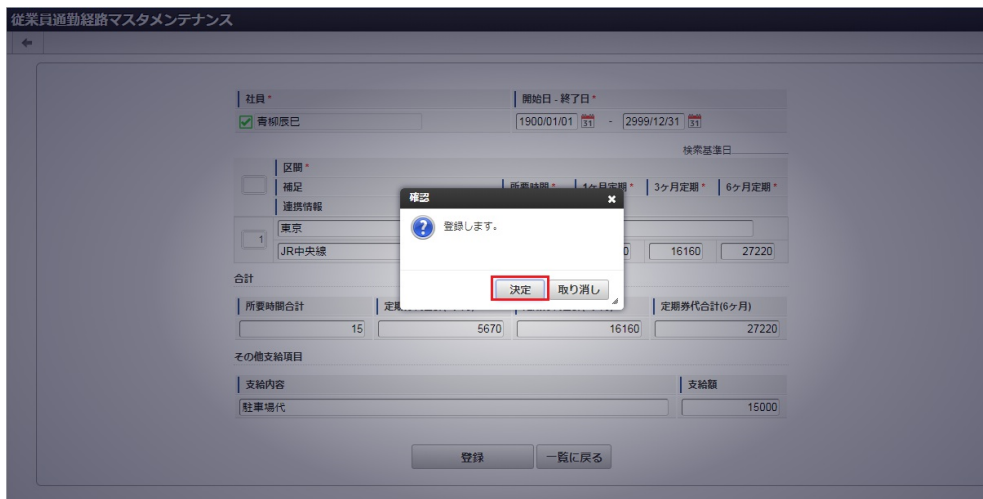 従業員通勤経路マスタメンテナンス
社員* 開始日 - 終了日*
青柳辰巳 1900/01/01 31 - 2999/12/31 31
検索基準日
区間*
補足 所要時間* 1ヶ月定期* 3ヶ月定期* 6ヶ月定期*
連携情報
確認
登録します。
決定 取り消し
1 東京
JR中央線 0 16160 27220
合計
所要時間合計 定期券代合計(6ヶ月)
15 5670 16160 27220
その他支給項目
支給内容 支給額
駐車場代 15000
登録 一覧に戻る